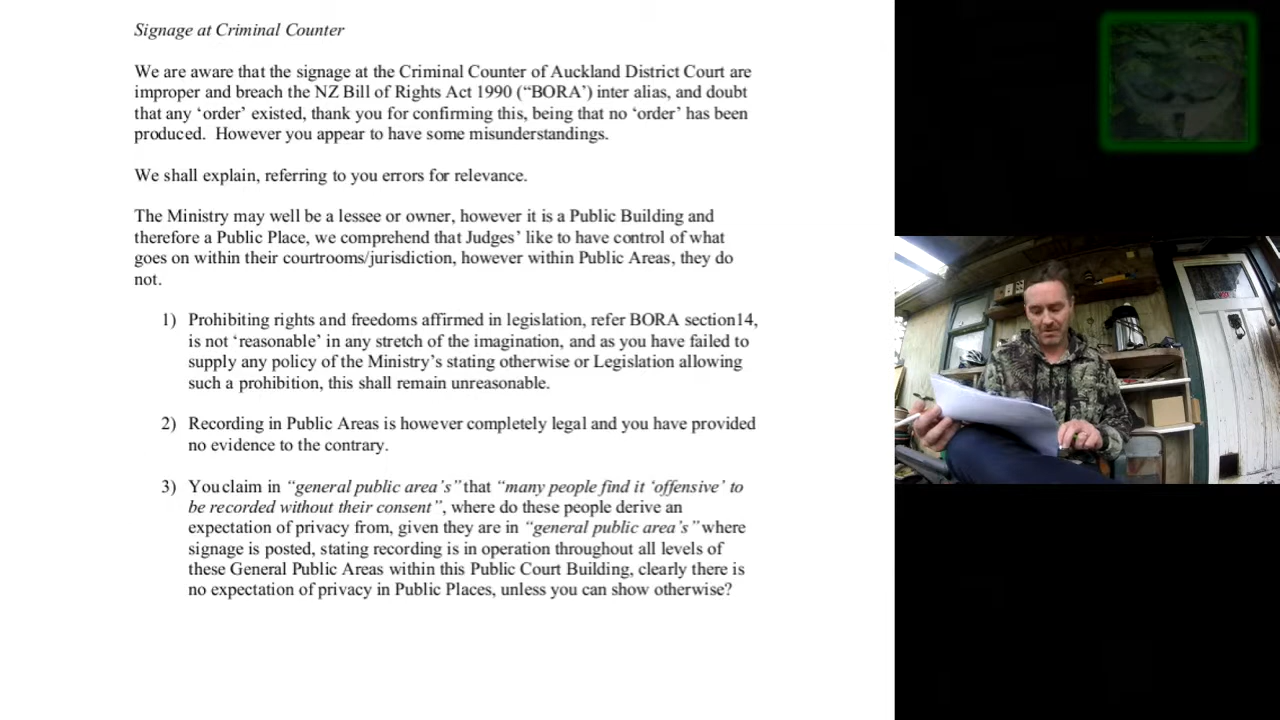 Signage at Criminal Counter
We are aware that the signage at the Criminal Counter of Auckland District Court are
improper and breach the NZ Bill of Rights Act 1990 (“BORA’) inter alias, and doubt
that any ‘order’ existed, thank you for confirming this, being that no ‘order’ has been
produced. However you appear to have some misunderstandings.
We shall explain, referring to you errors for relevance.
The Ministry may well be a lessee or owner, however it is a Public Building and
therefore a Public Place, we comprehend that Judges’ like to have control of what
goes on within their courtrooms/jurisdiction, however within Public Areas, they do
not.
1) Prohibiting rights and freedoms affirmed in legislation, refer BORA section14,
is not ‘reasonable’ in any stretch of the imagination, and as you have failed to
supply any policy of the Ministry’s stating otherwise or Legislation allowing
such a prohibition, this shall remain unreasonable.
2) Recording in Public Areas is however completely legal and you have provided
no evidence to the contrary.
3) You claim in “general public area’s” that “many people find it ‘offensive’ to
be recorded without their consent”, where do these people derive an
expectation of privacy from, given they are in “general public area’s” where
signage is posted, stating recording is in operation throughout all levels of
these General Public Areas within this Public Court Building, clearly there is
no expectation of privacy in Public Places, unless you can show otherwise?